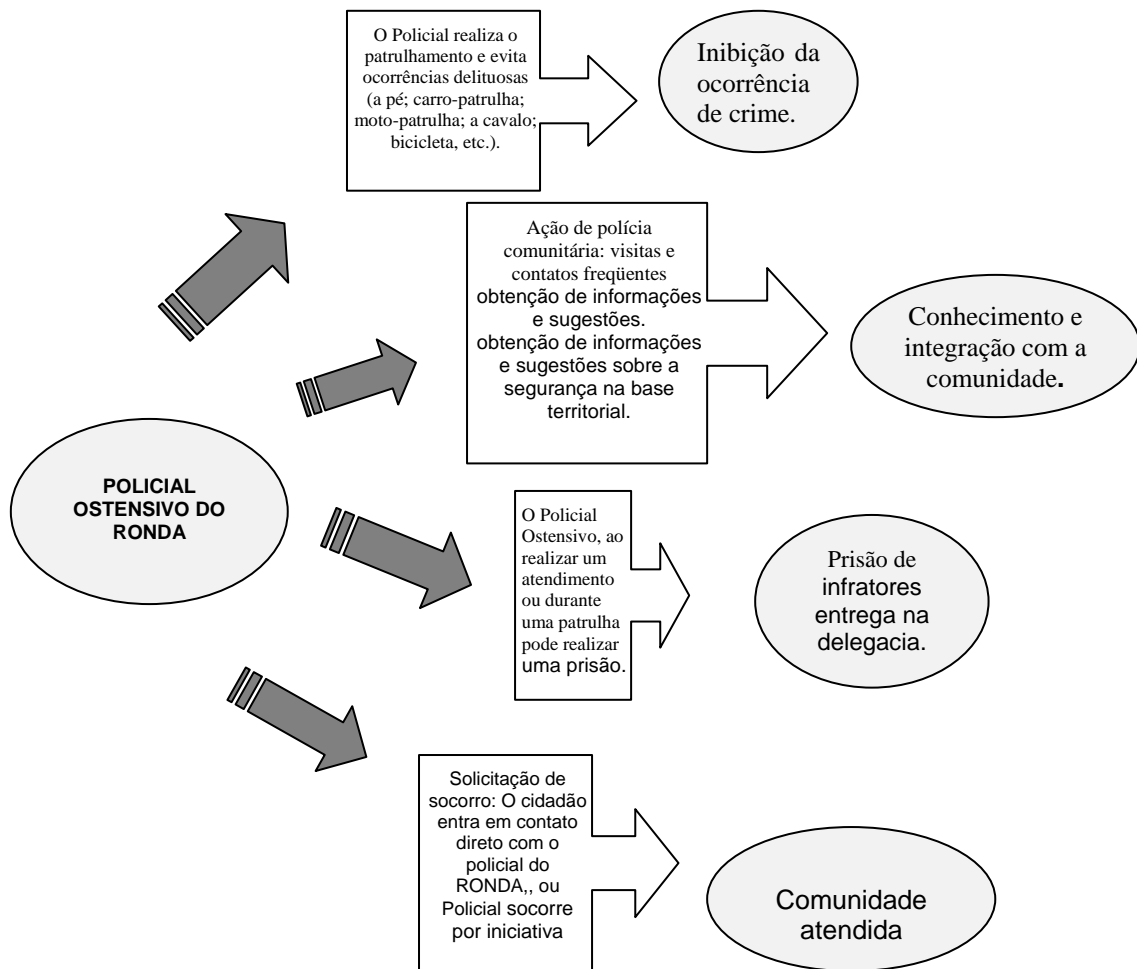 O Policial realiza o
patrulhamento e evita
ocorrências delituosas
(a pé; carro-patrulha;
moto-patrulha; a cavalo;
bicicleta, etc.).
Inibição da
ocorrência
de crime.
Ação de polícia
comunitária: visitas e
contatos freqüentes
obtenção de informações
e sugestões.
obtenção de informações
e sugestões sobre a
segurança na base
territorial.
Conhecimento e
integração com a
comunidade.
POLICIAL
OSTENSIVO DO
RONDA
O Policial
Ostensivo, ao
realizar um
atendimento
ou durante
uma patrulha
pode realizar
uma prisão.
Prisão de
infratores
entrega na
delegacia.
Solicitação de
socorro: O cidadão
entra em contato
direto com o
policial do
RONDA,, ou
Policial socorre
por iniciativa
Comunidade
atendida